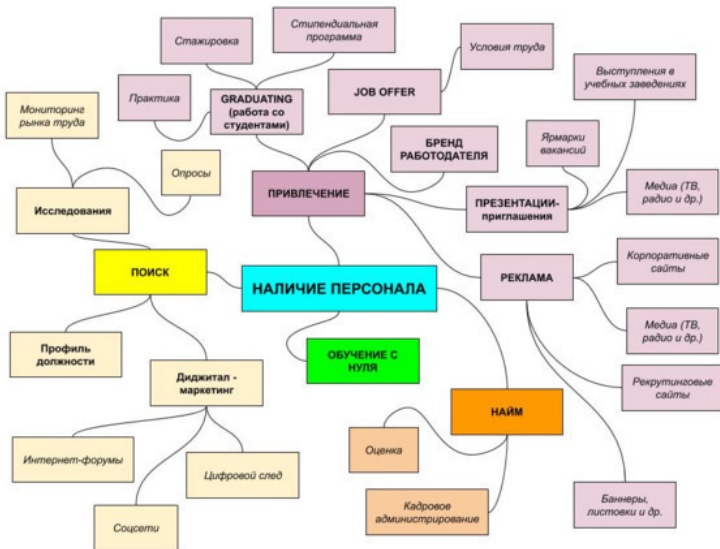 Стипендиальная
программа
Стажировка
Условия труда
Выступления в
учебных заведениях
Практика
GRADUATING
(работа со
студентами)
JOB OFFER
Мониторинг
рынка труда
БРЕНД
РАБОТОДАТЕЛЯ
Ярмарки
вакансий
Опросы
ПРИВЛЕЧЕНИЕ
ПРЕЗЕНТАЦИИ-
приглашения
Медиа (ТВ,
радио и др.)
Исследования
Корпоративные
сайты
ПОИСК
НАЛИЧИЕ ПЕРСОНАЛА
РЕКЛАМА
Медиа (ТВ,
радио и др.)
Профиль
должности
ОБУЧЕНИЕ С
НУЛЯ
Диджитал -
маркетинг
Рекрутинговые
сайты
НАЙМ
Интернет-форумы
Цифровой след
Оценка
Соцсети
Кадровое
администрирование
Баннеры,
листовки и др.